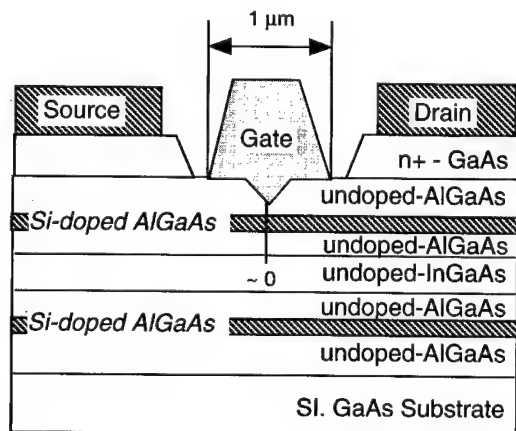 1 μm
Source
Gate
Drain
n+ - GaAs
undoped-AlGaAs
Si-doped AlGaAs
undoped-AlGaAs
undoped-InGaAs
~ 0
undoped-AlGaAs
Si-doped AlGaAs
undoped-AlGaAs
SI. GaAs Substrate